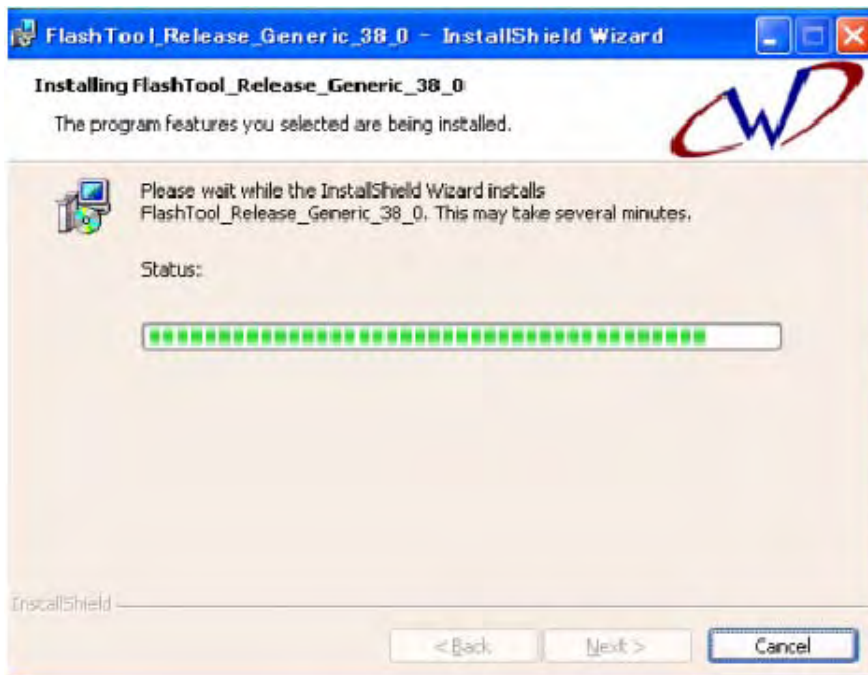 FlashTool_Release_Generic_38_0 - InstallShield Wizard
Installing FlashTool_Release_Generic_38_0
The program features you selected are being installed.
Please wait while the InstallShield Wizard installs
FlashTool_Release_Generic_38_0. This may take several minutes.
Status:
InstallShield
< Back
Next >
Cancel